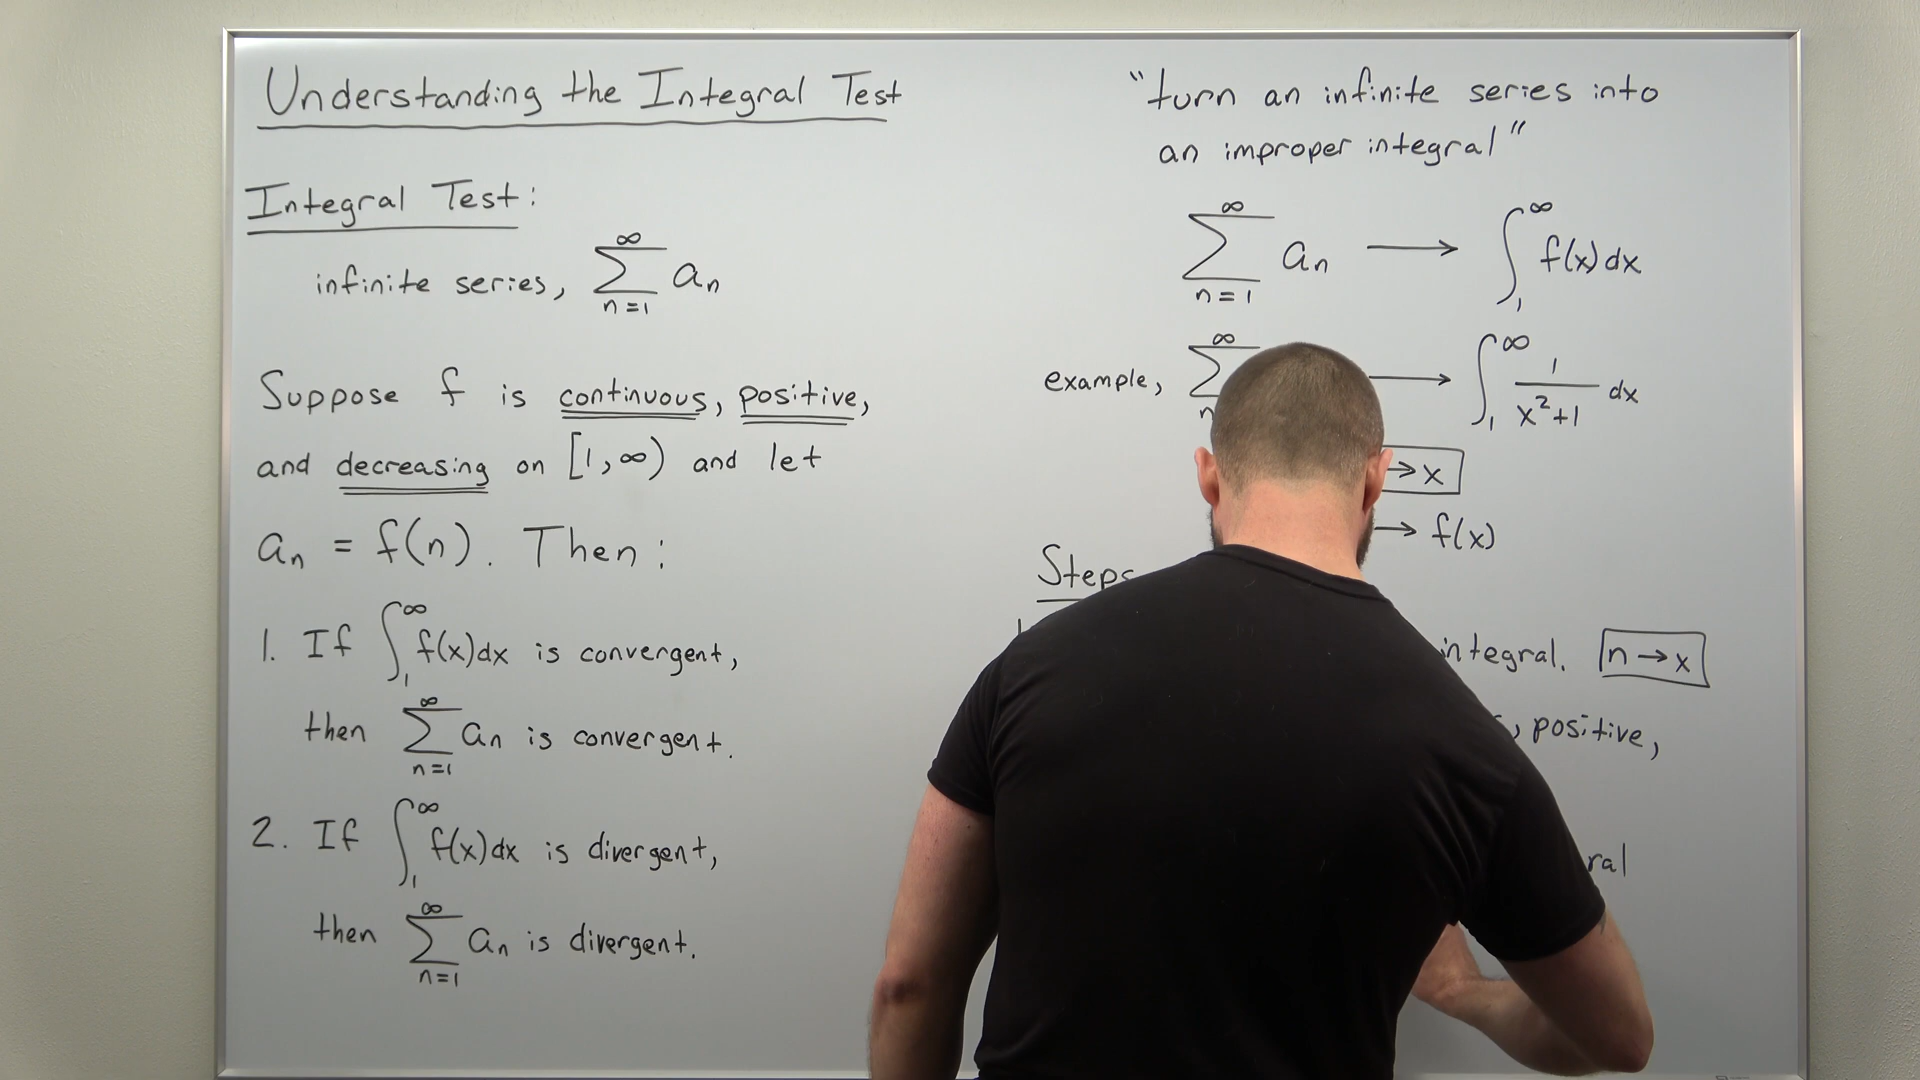 Understanding the Integral Test
Integral Test:
infinite series, ∑_{n=1}^{∞} aₙ
Suppose f is continuous, positive,
and decreasing on [1,∞) and let
aₙ = f(n). Then:
1. If ∫₁^∞ f(x)dx is convergent,
then ∑_{n=1}^{∞} aₙ is convergent.
2. If ∫₁^∞ f(x)dx is divergent,
then ∑_{n=1}^{∞} aₙ is divergent.
"turn an infinite series into
an improper integral"
∑_{n=1}^{∞} aₙ → ∫₁^∞ f(x)dx
example, ∑^{∞} → ∫₁^∞ 1/(x²+1) dx
→ x
→ f(x)
Steps
integral. n → x
, positive,